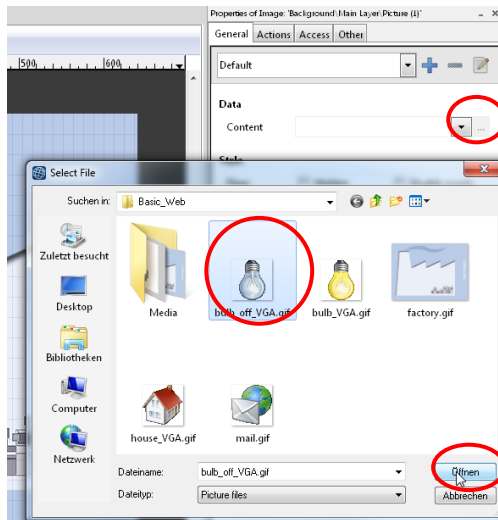 Properties of Image: 'Background\Main Layer\Picture (1)'
General Actions Access Other
500 600
Default
Data
Content ...
Style
Select File
Suchen in: Basic_Web
Zuletzt besucht
Desktop
Bibliotheken
Computer
Netzwerk
Media bulb_off_VGA.gif bulb_VGA.gif factory.gif
house_VGA.gif mail.gif
Dateiname: bulb_off_VGA.gif Öffnen
Dateityp: Picture files Abbrechen